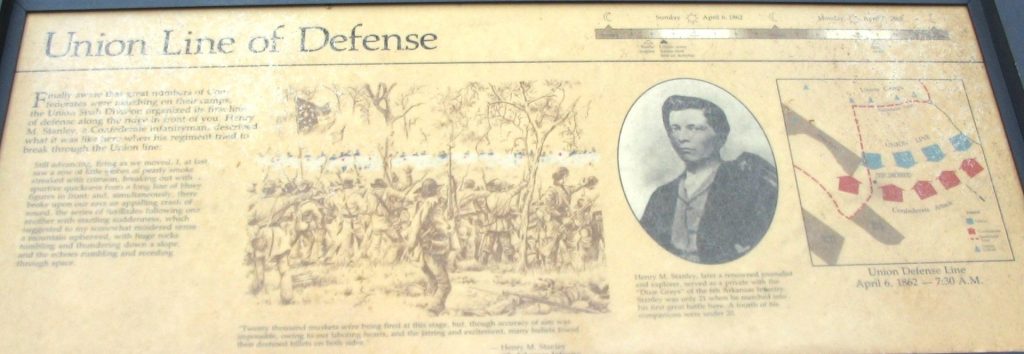 Union Line of Defense
Sunday April 6, 1862
Monday April 7,
Finally aware that great numbers of Con-
federates were marching on their camps,
the Union Sixth Division organized its first line
of defense along the ridge in front of you. Henry
M. Stanley, a Confederate infantryman, described
what it was like here when his regiment tried to
break through the Union line:
Still advancing, firing as we moved, I, at last,
saw a row of little globes of pearly smoke
streaked with crimson, breaking out with
spurtive quickness from a long line of bluey
figures in front; and, simultaneously, there
broke upon our ears an appalling crash of
sound, the series of fusillades following one
another with startling suddenness, which
suggested to my somewhat moidered sense
a mountain upheaved, with huge rocks
tumbling and thundering down a slope,
and the echoes rumbling and receding
through space.
"Twenty thousand muskets were being fired at this stage, but, though accuracy of aim was
impossible, owing to our laboring hearts, and the jarring and excitement, many bullets found
their destined billets on both sides."
— Henry M. Stanley
Henry M. Stanley, later a renowned journalist
and explorer, served as a private with the
"Dixie Grays" of the 6th Arkansas Infantry.
Stanley was only 21 when he marched into
his first great battle here. A fourth of his
companions were under 20.
Union Camps
UNION LINE
Confederate Attack
Union Defense Line
April 6, 1862 — 7:30 A.M.